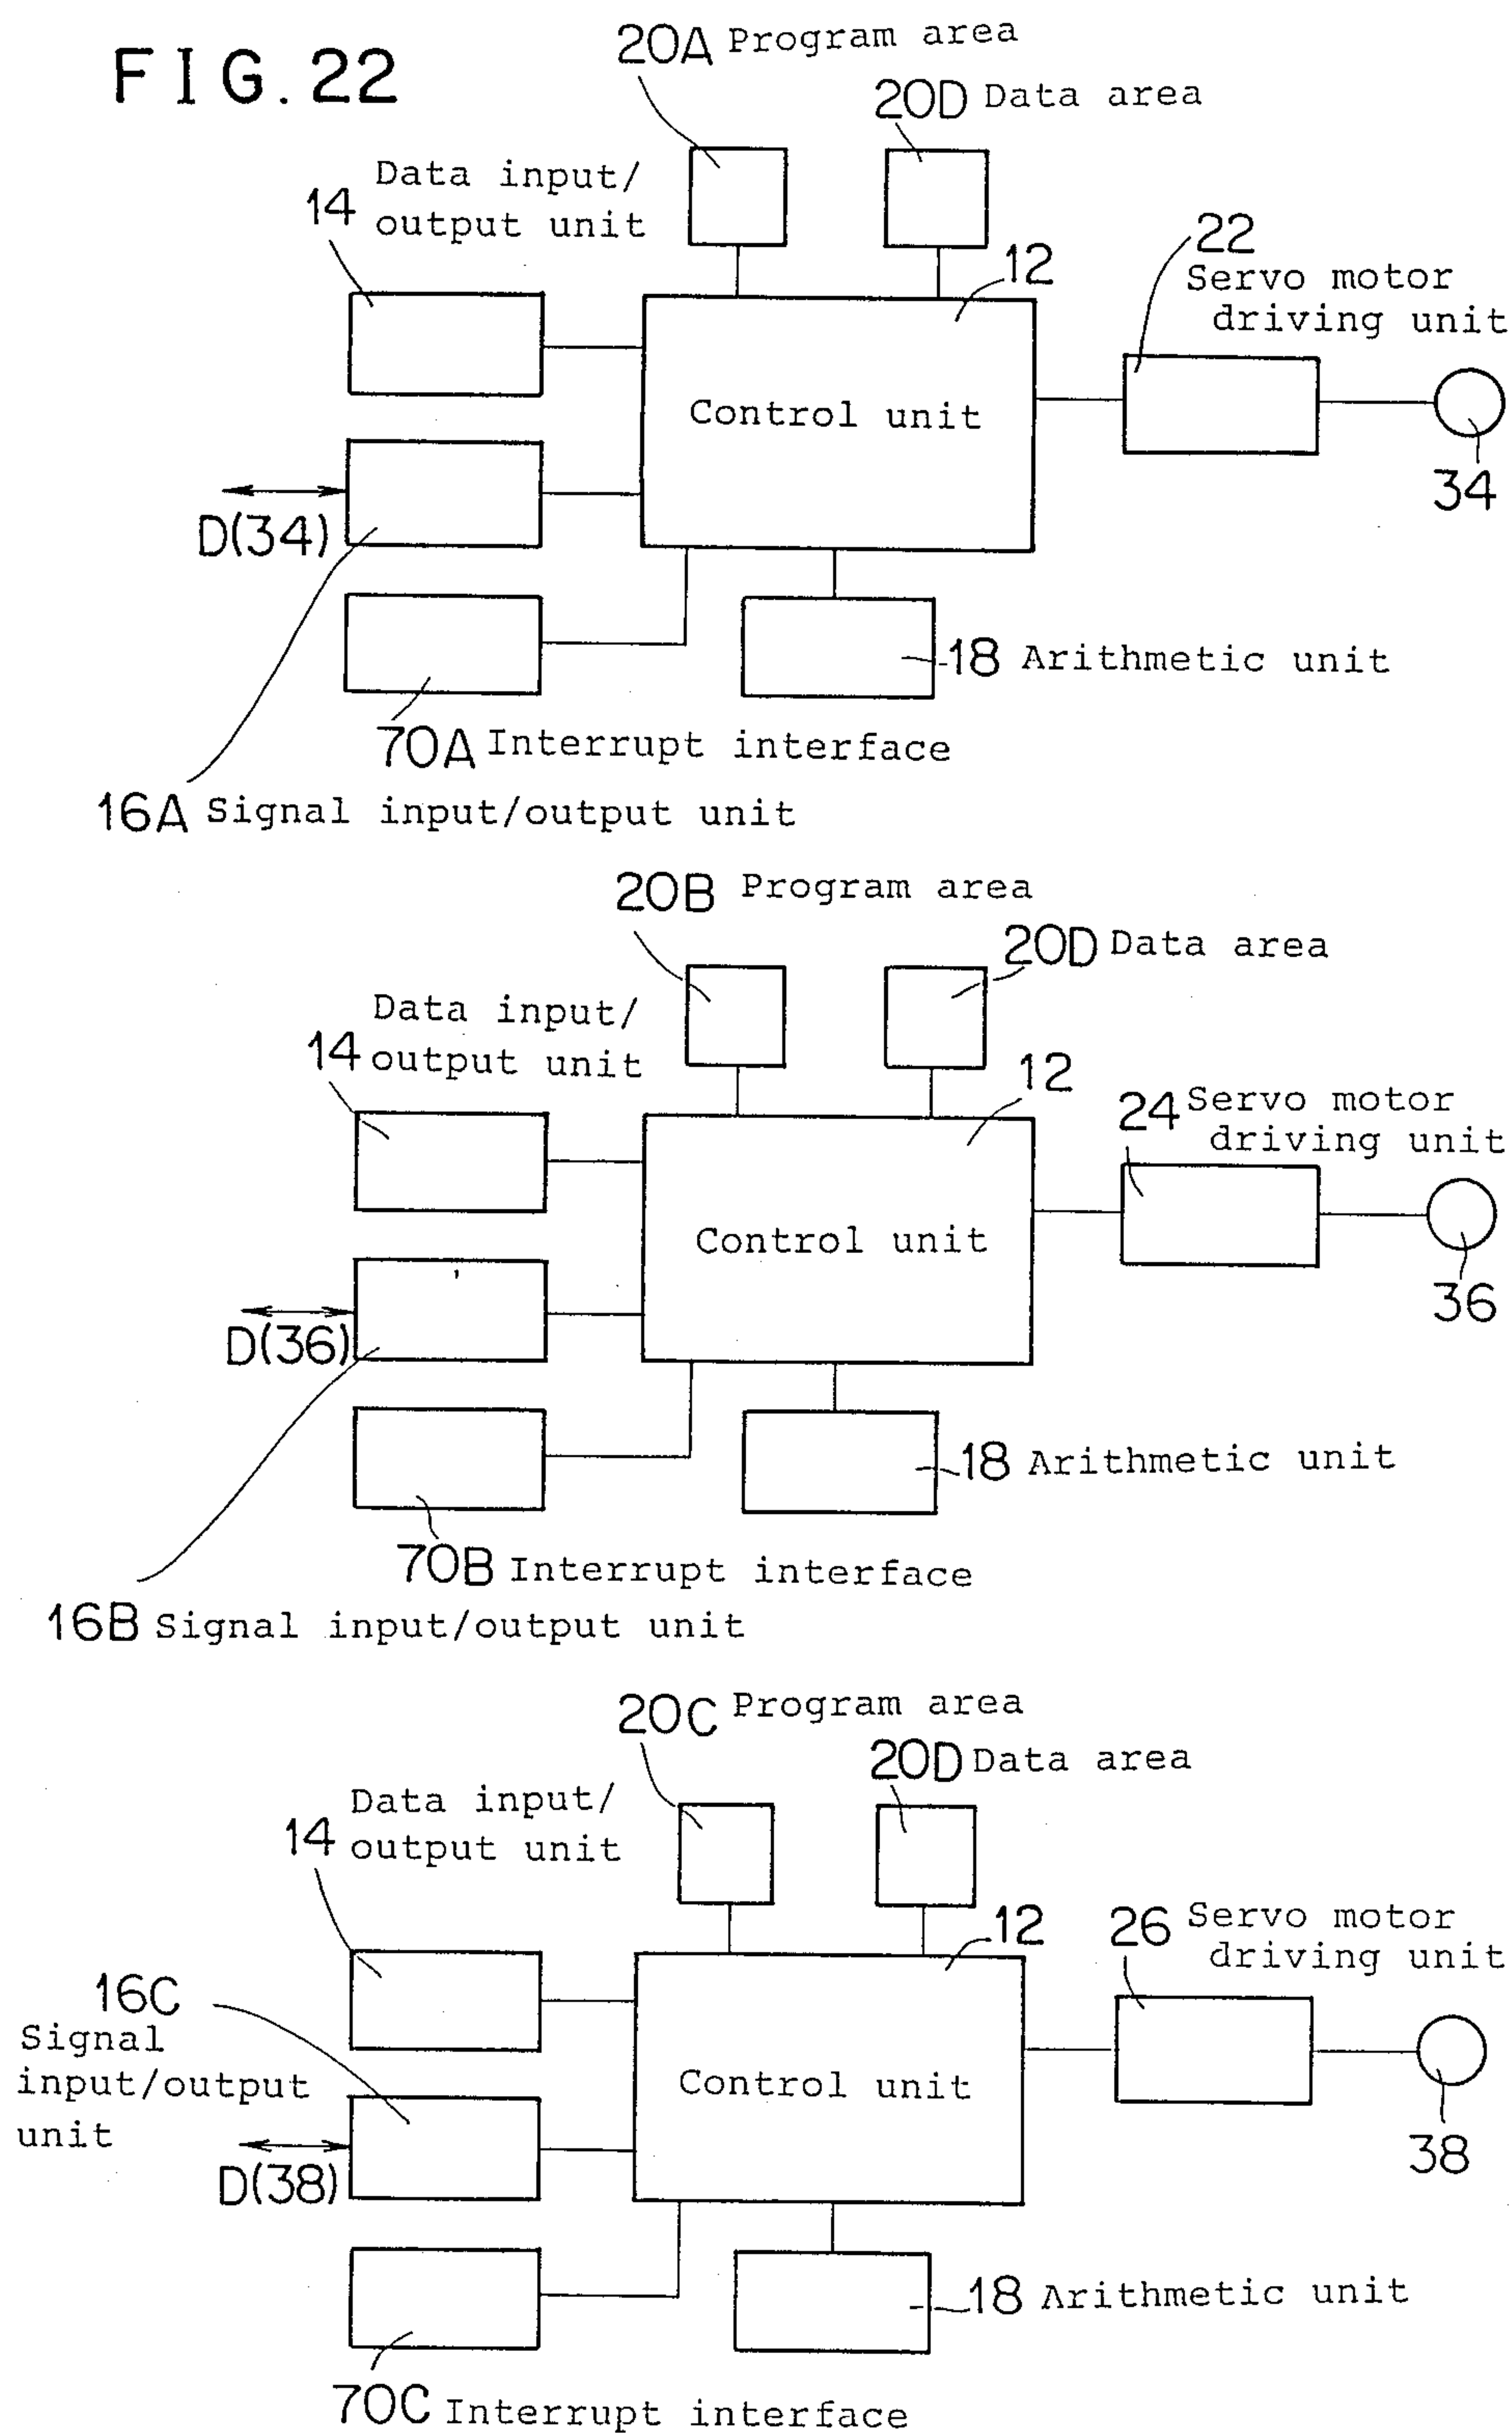 FIG. 22
20A Program area
20D Data area
Data input/
14 output unit
22
Servo motor
driving unit
12
Control unit
34
D(34)
18 Arithmetic unit
70A Interrupt interface
16A Signal input/output unit
20B Program area
20D Data area
Data input/
14 output unit
12
24 Servo motor
driving unit
Control unit
36
D(36)
18 Arithmetic unit
70B Interrupt interface
16B Signal input/output unit
20C Program area
20D Data area
Data input/
14 output unit
12
26 Servo motor
driving unit
16C
Signal
input/output
unit
Control unit
38
D(38)
18 Arithmetic unit
70C Interrupt interface